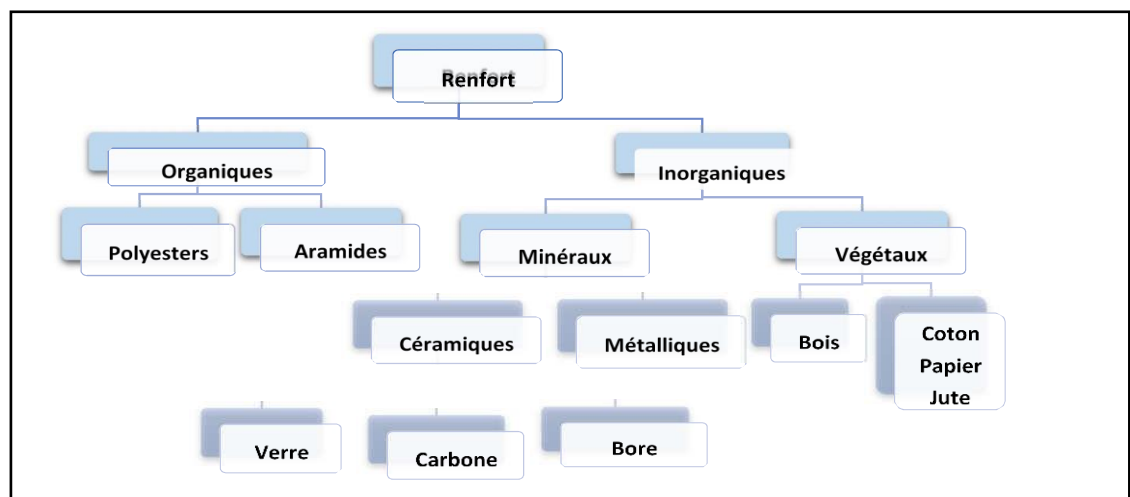 Renfort
Organiques
Inorganiques
Polyesters
Aramides
Minéraux
Végétaux
Céramiques
Métalliques
Bois
Coton
Papier
Jute
Verre
Carbone
Bore